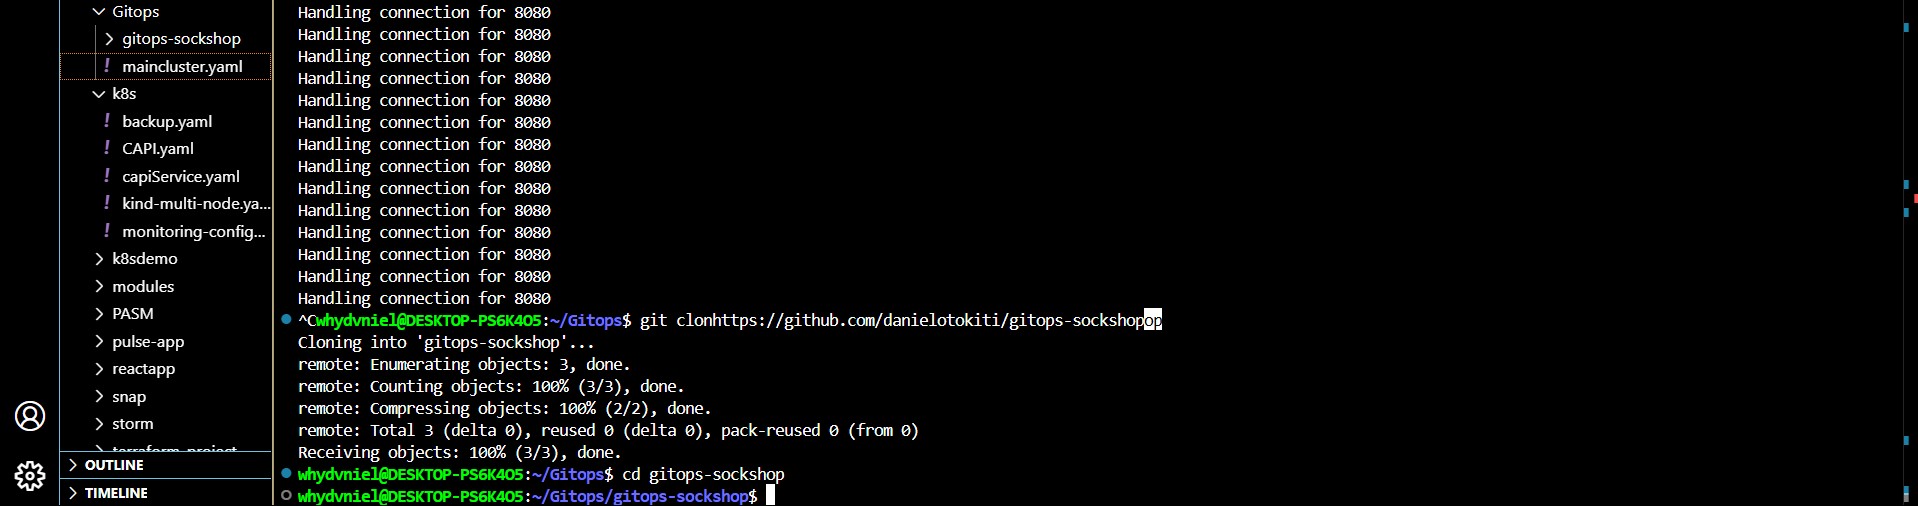 Gitops
gitops-sockshop
! maincluster.yaml
k8s
! backup.yaml
! CAPI.yaml
! capiService.yaml
! kind-multi-node.ya...
! monitoring-config...
k8sdemo
modules
PASM
pulse-app
reactapp
snap
storm
terraform-project
OUTLINE
TIMELINE
Handling connection for 8080
Handling connection for 8080
Handling connection for 8080
Handling connection for 8080
Handling connection for 8080
Handling connection for 8080
Handling connection for 8080
Handling connection for 8080
Handling connection for 8080
Handling connection for 8080
Handling connection for 8080
Handling connection for 8080
Handling connection for 8080
Handling connection for 8080
^Cwhydvniel@DESKTOP-PS6K4O5:~/Gitops$ git clonhttps://github.com/danielotokiti/gitops-sockshopop
Cloning into 'gitops-sockshop'...
remote: Enumerating objects: 3, done.
remote: Counting objects: 100% (3/3), done.
remote: Compressing objects: 100% (2/2), done.
remote: Total 3 (delta 0), reused 0 (delta 0), pack-reused 0 (from 0)
Receiving objects: 100% (3/3), done.
whydvniel@DESKTOP-PS6K4O5:~/Gitops$ cd gitops-sockshop
whydvniel@DESKTOP-PS6K4O5:~/Gitops/gitops-sockshop$